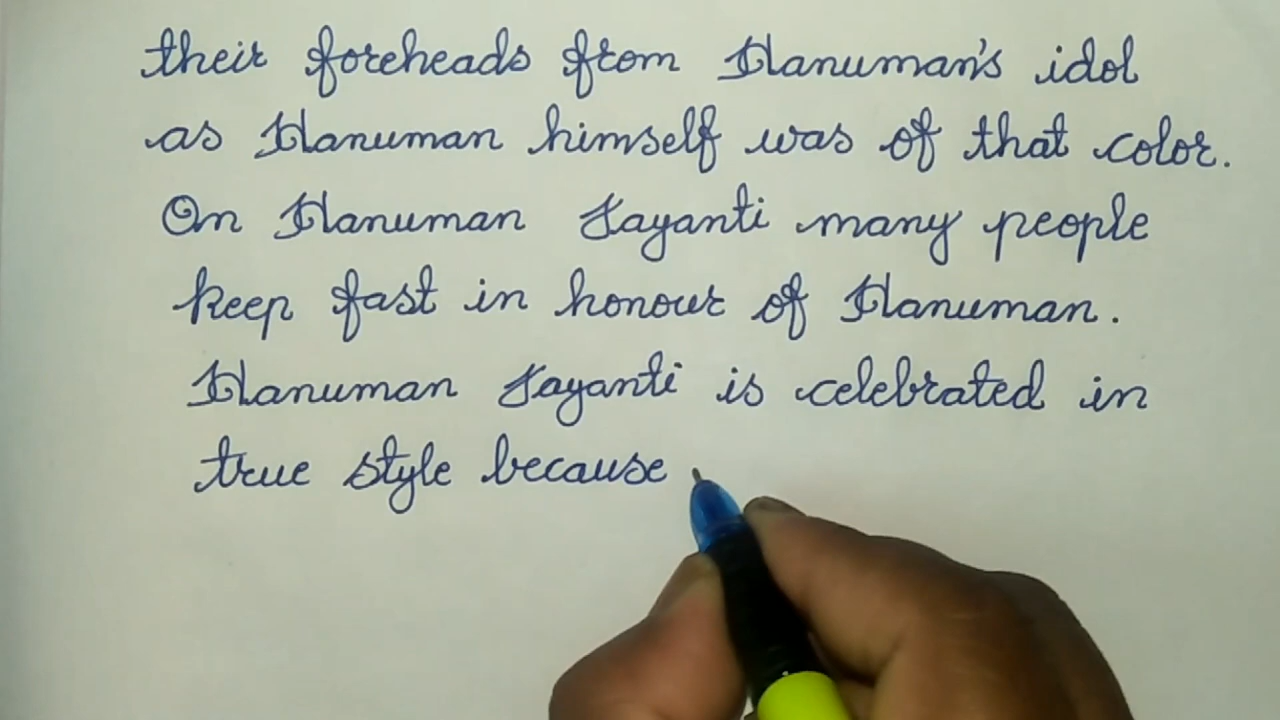 their foreheads from Hanuman's idol
as Hanuman himself was of that color.
On Hanuman Jayanti many people
keep fast in honour of Hanuman.
Hanuman Jayanti is celebrated in
true style because